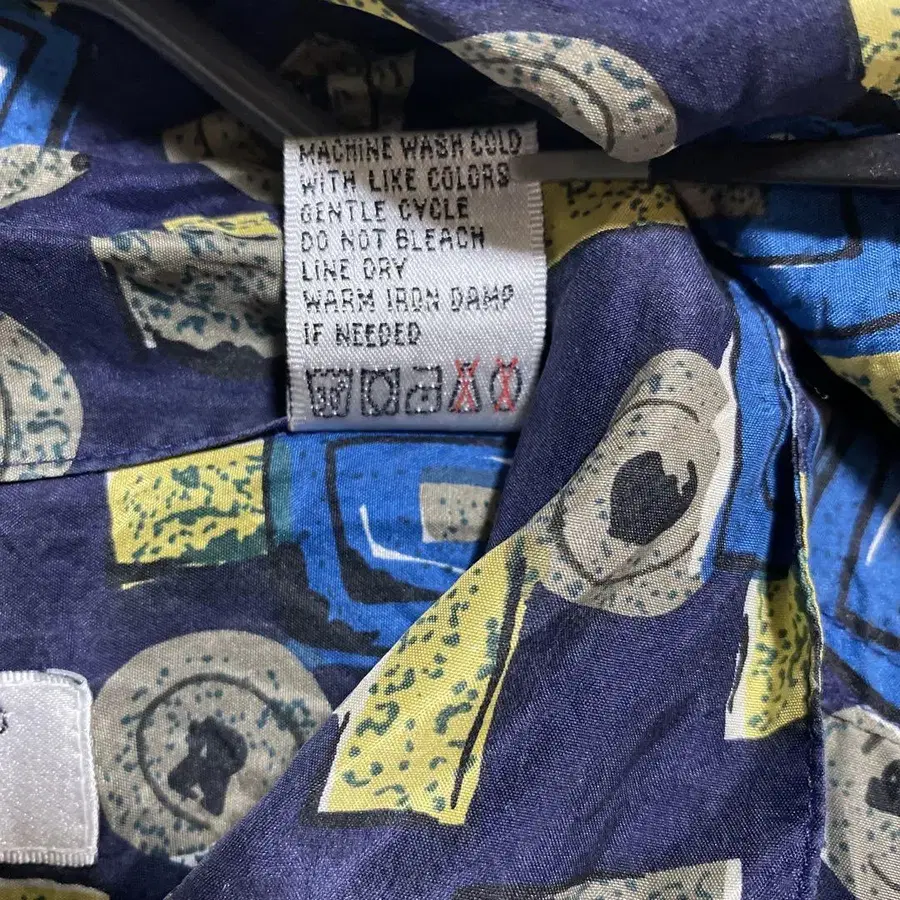 MACHINE WASH COLD
WITH LIKE COLORS
GENTLE CYCLE
DO NOT BLEACH
LINE DRY
WARM IRON DAMP
IF NEEDED